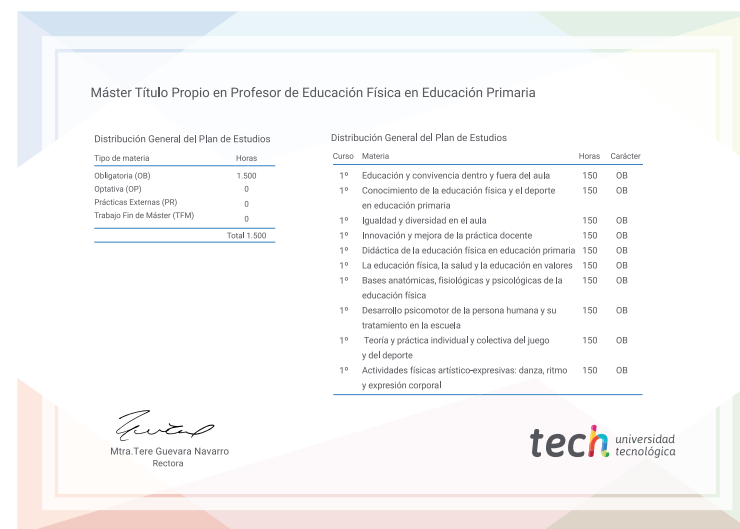 Máster Título Propio en Profesor de Educación Física en Educación Primaria
Distribución General del Plan de Estudios
Tipo de materia Horas
Obligatoria (OB) 1.500
Optativa (OP) 0
Prácticas Externas (PR) 0
Trabajo Fin de Máster (TFM) 0
Total 1.500
Distribución General del Plan de Estudios
Curso Materia Horas Carácter
1º Educación y convivencia dentro y fuera del aula 150 OB
1º Conocimiento de la educación física y el deporte 150 OB
en educación primaria
1º Igualdad y diversidad en el aula 150 OB
1º Innovación y mejora de la práctica docente 150 OB
1º Didáctica de la educación física en educación primaria 150 OB
1º La educación física, la salud y la educación en valores 150 OB
1º Bases anatómicas, fisiológicas y psicológicas de la 150 OB
educación física
1º Desarrollo psicomotor de la persona humana y su 150 OB
tratamiento en la escuela
1º Teoría y práctica individual y colectiva del juego 150 OB
y del deporte
1º Actividades físicas artístico-expresivas: danza, ritmo 150 OB
y expresión corporal
Mtra.Tere Guevara Navarro
Rectora
tech universidad
tecnológica